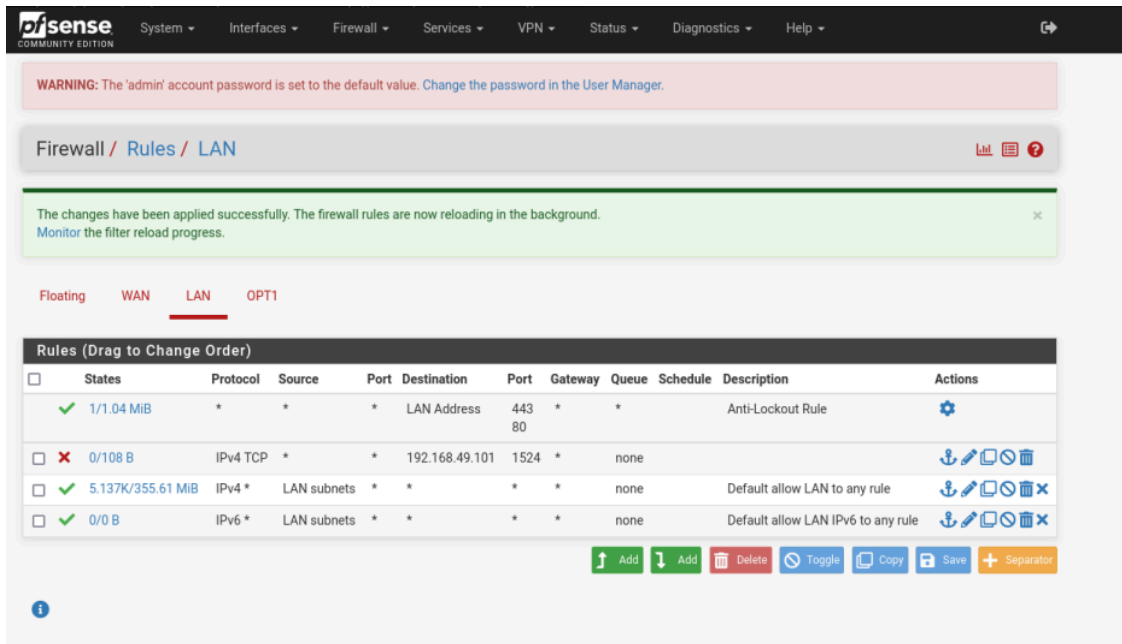 pfsense System Interfaces Firewall Services VPN Status Diagnostics Help
COMMUNITY EDITION
WARNING: The 'admin' account password is set to the default value. Change the password in the User Manager.
Firewall / Rules / LAN
The changes have been applied successfully. The firewall rules are now reloading in the background.
Monitor the filter reload progress.
Floating WAN LAN OPT1
Rules (Drag to Change Order)
States Protocol Source Port Destination Port Gateway Queue Schedule Description Actions
1/1.04 MiB * * * LAN Address 443 * * Anti-Lockout Rule
80
0/108 B IPv4 TCP * * 192.168.49.101 1524 * none
5.137K/355.61 MiB IPv4 * LAN subnets * * * * none Default allow LAN to any rule
0/0 B IPv6 * LAN subnets * * * * none Default allow LAN IPv6 to any rule
Add Add Delete Toggle Copy Save Separator